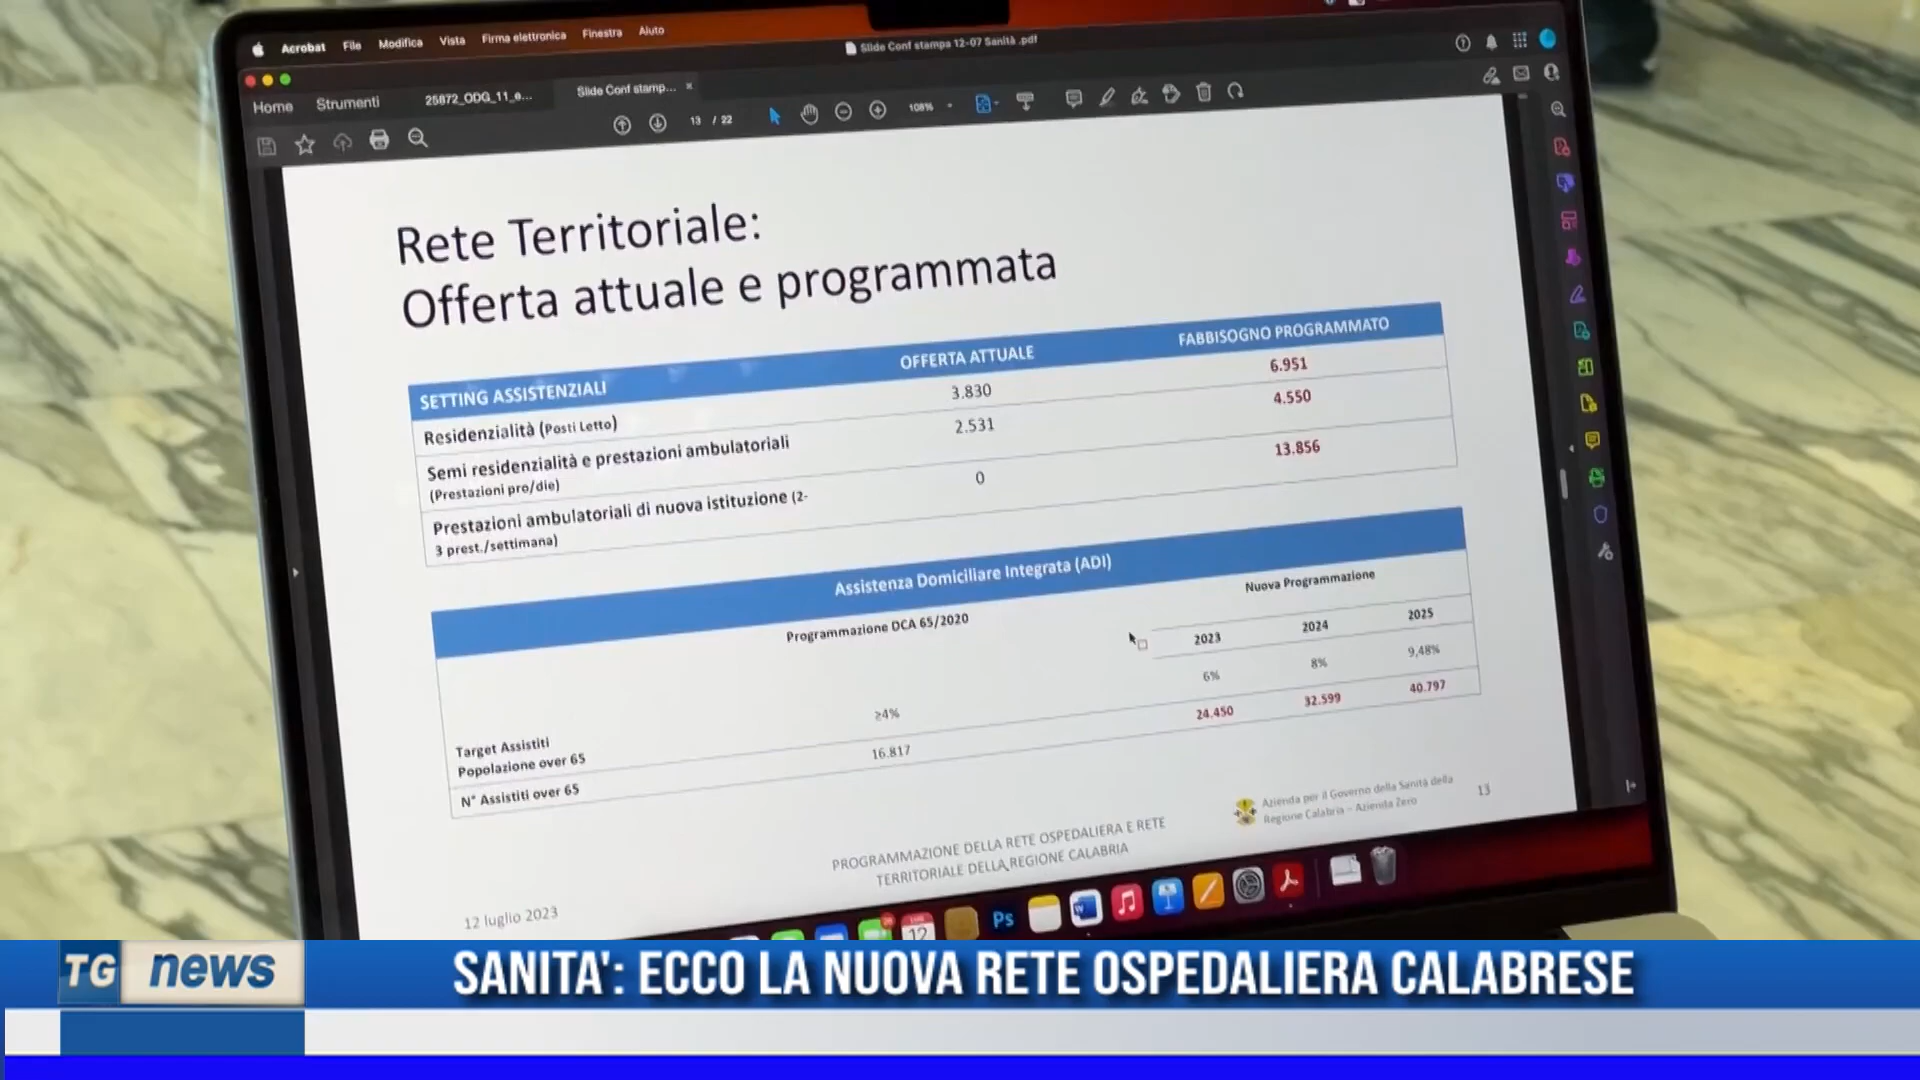 Acrobat File Modifica Vista Firma elettronica Finestra Aiuto
Slide Conf stampa 12-07 Sanità .pdf
Home Strumenti 25872_ODG_11_e... Slide Conf stamp... ×
13 / 22 108%
Rete Territoriale:
Offerta attuale e programmata
SETTING ASSISTENZIALI OFFERTA ATTUALE FABBISOGNO PROGRAMMATO
Residenzialità (Posti Letto) 3.830 6.951
Semi residenzialità e prestazioni ambulatoriali 2.531 4.550
(Prestazioni pro/die)
Prestazioni ambulatoriali di nuova istituzione (2- 0 13.856
3 prest./settimana)
Assistenza Domiciliare Integrata (ADI)
Programmazione DCA 65/2020 Nuova Programmazione
2023 2024 2025
Target Assistiti
Popolazione over 65 ≥4% 6% 8% 9,48%
N° Assistiti over 65 16.817 24.450 32.599 40.797
12 luglio 2023
PROGRAMMAZIONE DELLA RETE OSPEDALIERA E RETE
TERRITORIALE DELLA REGIONE CALABRIA
Azienda per il Governo della Sanità della
Regione Calabria – Azienda Zero
13
12
Ps
TG news
SANITA': ECCO LA NUOVA RETE OSPEDALIERA CALABRESE